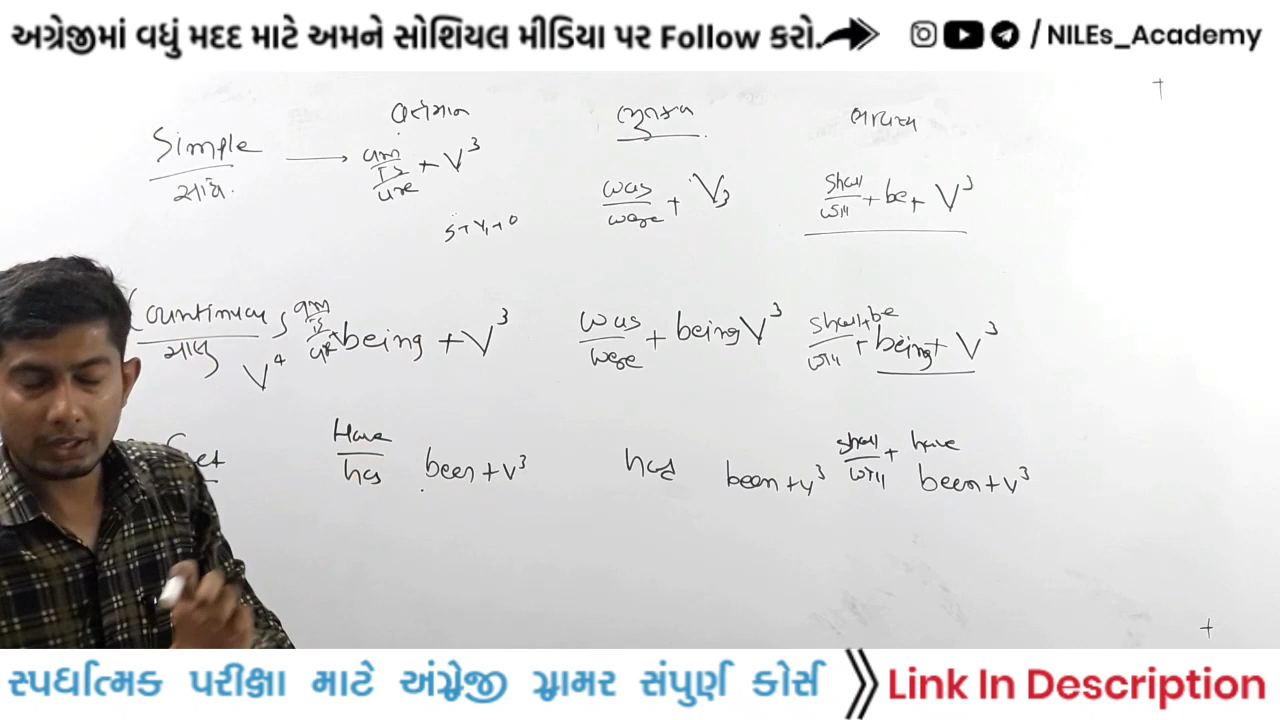 અગ્રેજીમાં વધું મદદ માટે અમને સોશિયલ મીડિયા પર Follow કરો. / NILEs_Academy
વર્તમાન ભુતકાળ
Simple → am/is/are + V³ was/were + V3 shall/will + be + V³
સાદો
S + V1 + O
Countinuous am/is/are + being + V³ was/were + being V³ shall/will + be + being + V³
ચાલુ V⁴
Have/has been + V³ had been + V³ shall/will + have been + V³
સ્પર્ધાત્મક પરીક્ષા માટે અંગ્રેજી ગ્રામર સંપુર્ણ કોર્સ Link In Description